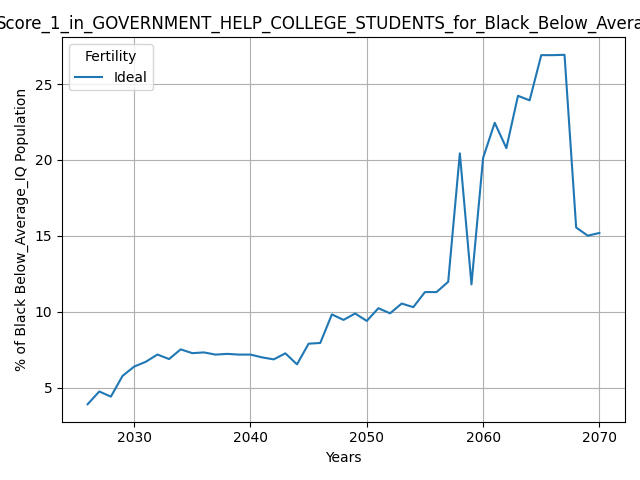 Score_1_in_GOVERNMENT_HELP_COLLEGE_STUDENTS_for_Black_Below_Avera
Fertility
Ideal
% of Black Below_Average_IQ Population
25
20
15
10
5
2030 2040 2050 2060 2070
Years